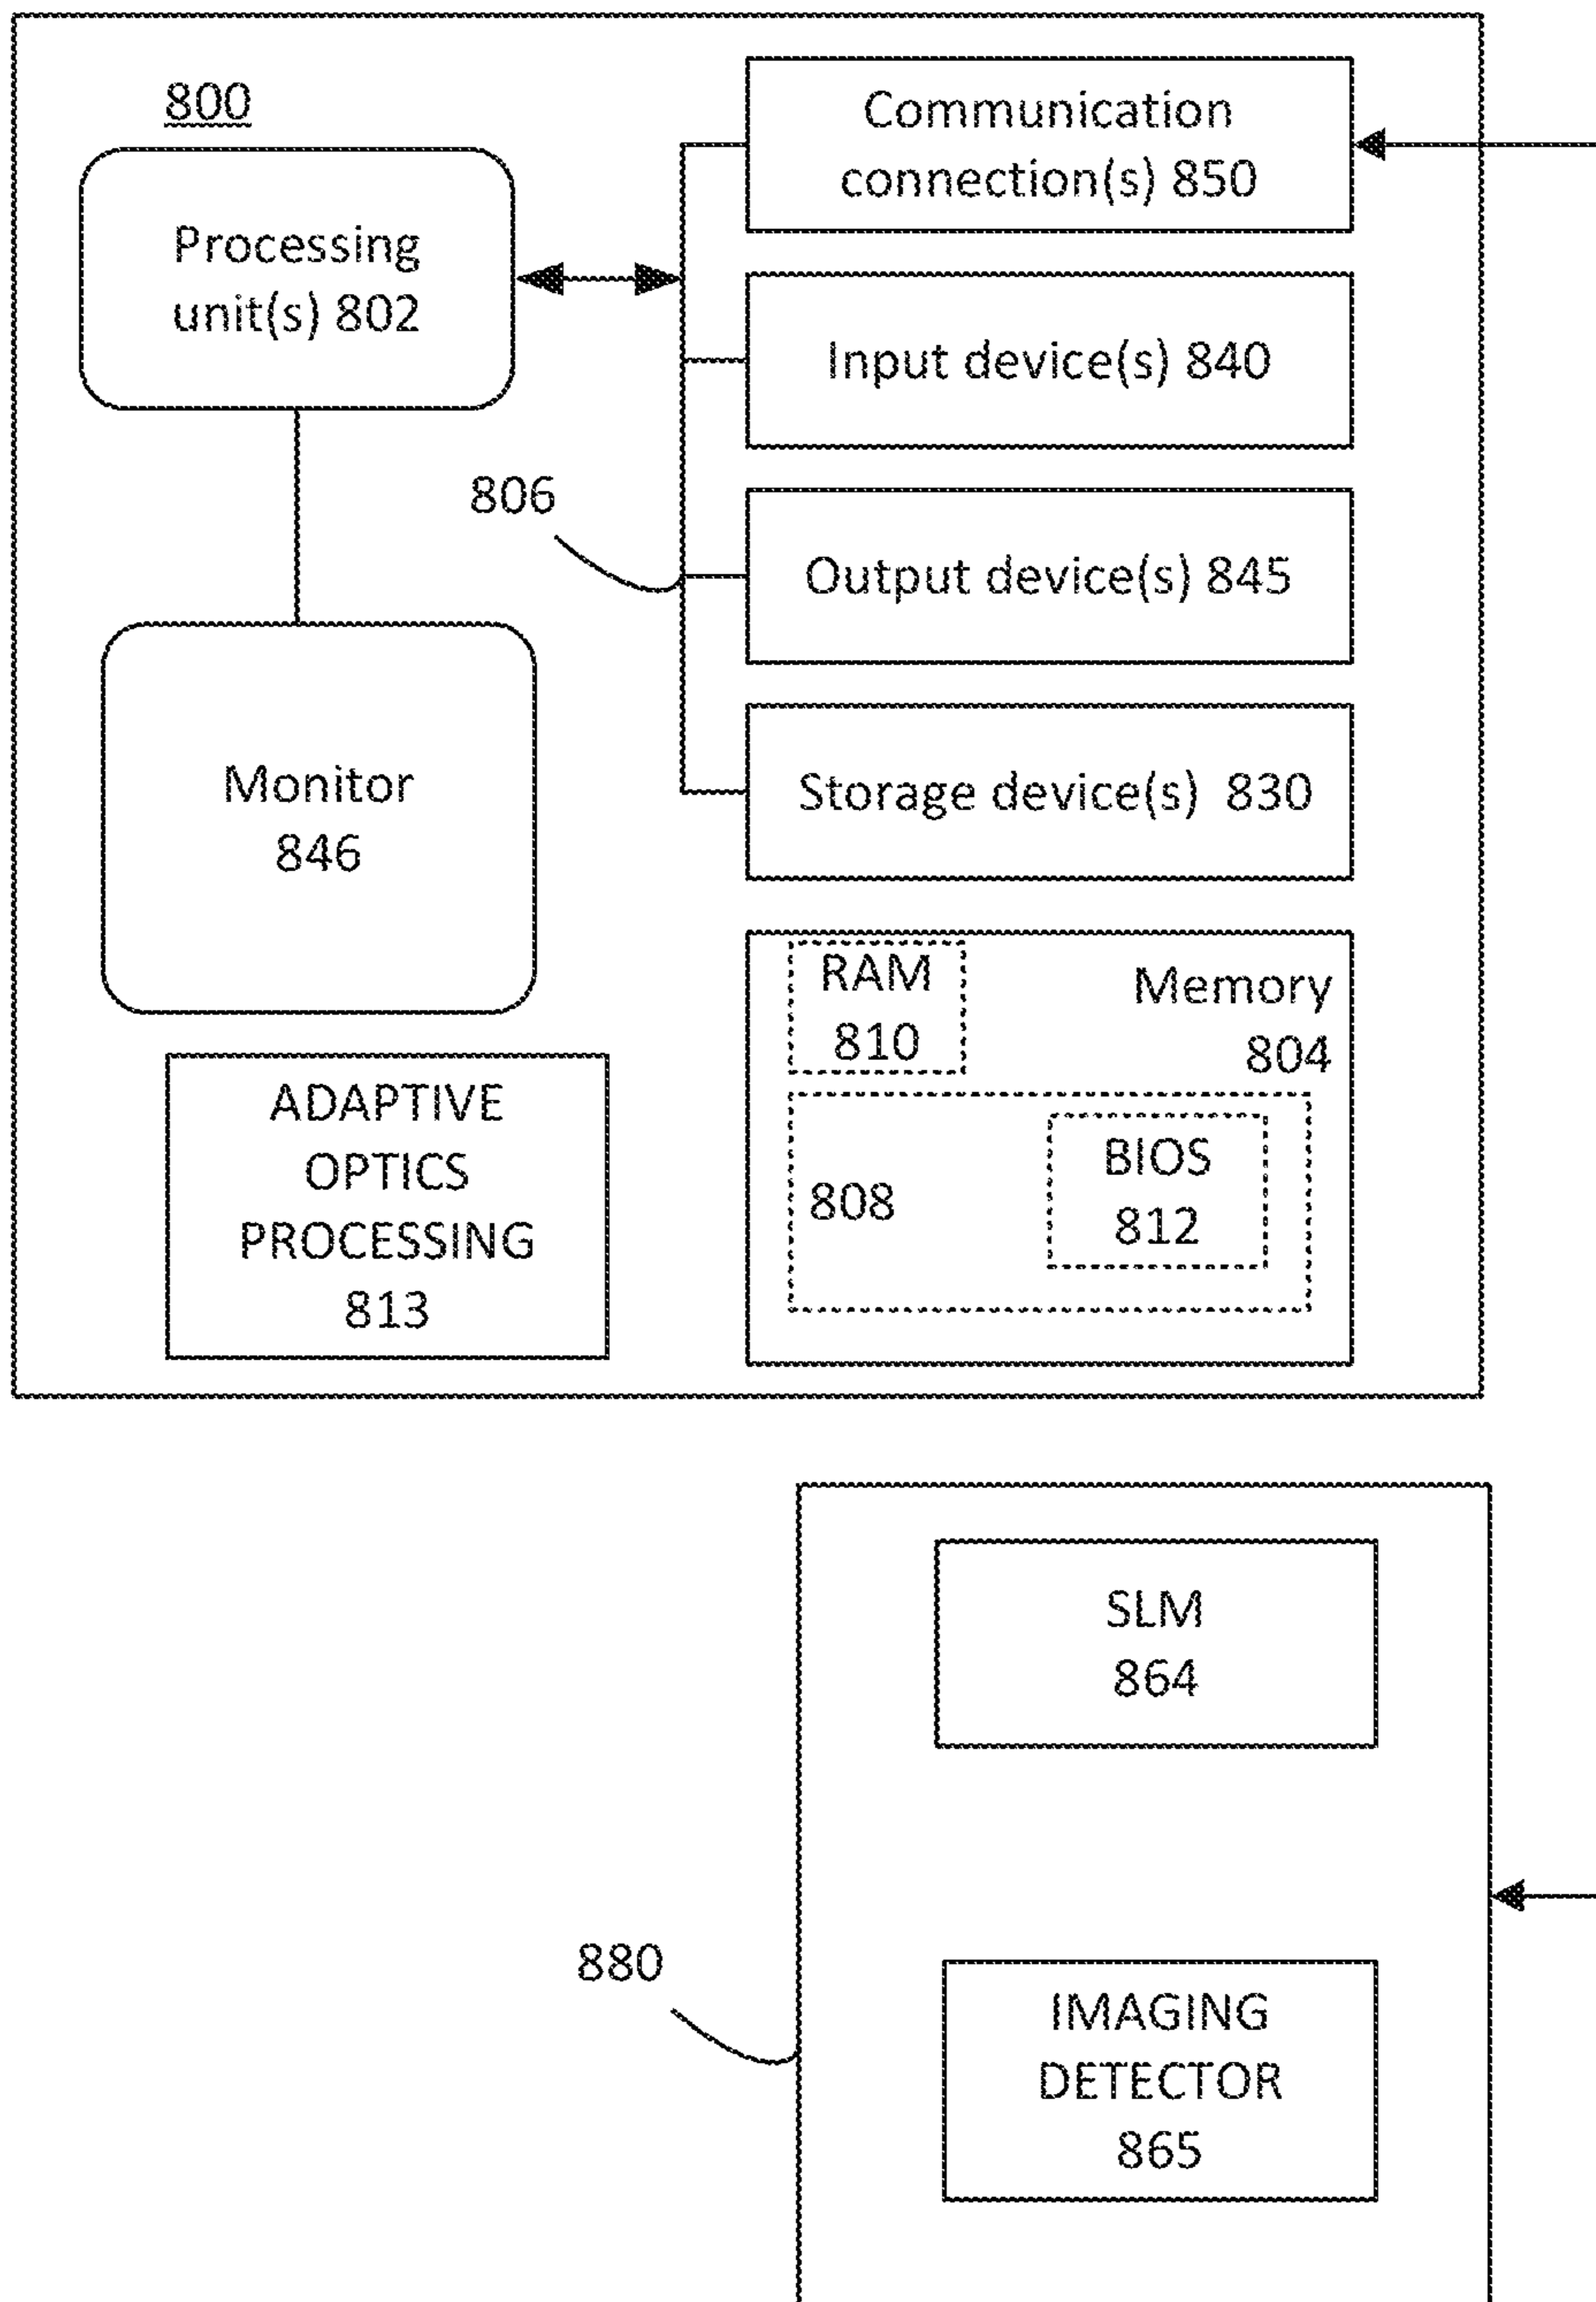 800
Processing
unit(s) 802
Communication
connection(s) 850
Input device(s) 840
806
Output device(s) 845
Monitor
846
Storage device(s) 830
RAM
810
Memory
804
808
BIOS
812
ADAPTIVE
OPTICS
PROCESSING
813
SLM
864
880
IMAGING
DETECTOR
865